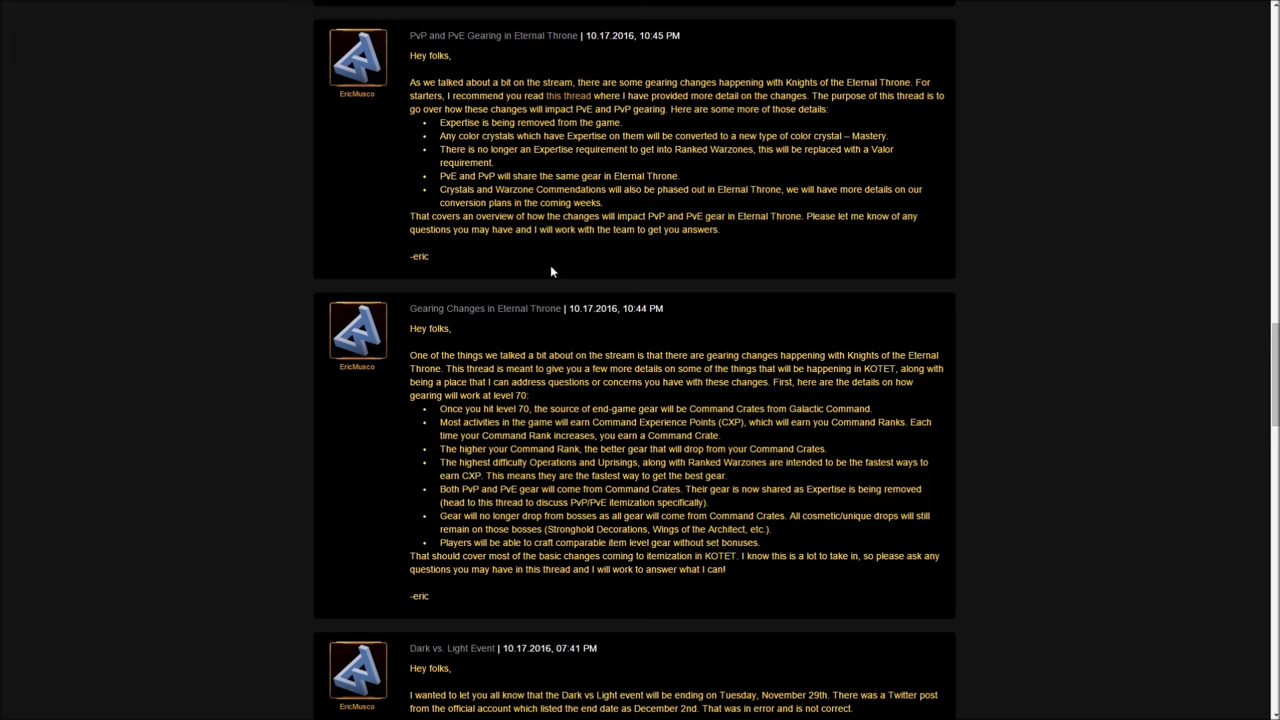 PvP and PvE Gearing in Eternal Throne | 10.17.2016, 10:45 PM
Hey folks,
EricMusco
As we talked about a bit on the stream, there are some gearing changes happening with Knights of the Eternal Throne. For
starters, I recommend you read this thread where I have provided more detail on the changes. The purpose of this thread is to
go over how these changes will impact PvE and PvP gearing. Here are some more of those details:
• Expertise is being removed from the game.
• Any color crystals which have Expertise on them will be converted to a new type of color crystal – Mastery.
• There is no longer an Expertise requirement to get into Ranked Warzones, this will be replaced with a Valor
requirement.
• PvE and PvP will share the same gear in Eternal Throne.
• Crystals and Warzone Commendations will also be phased out in Eternal Throne, we will have more details on our
conversion plans in the coming weeks.
That covers an overview of how the changes will impact PvP and PvE gear in Eternal Throne. Please let me know of any
questions you may have and I will work with the team to get you answers.
-eric
Gearing Changes in Eternal Throne | 10.17.2016, 10:44 PM
Hey folks,
EricMusco
One of the things we talked a bit about on the stream is that there are gearing changes happening with Knights of the Eternal
Throne. This thread is meant to give you a few more details on some of the things that will be happening in KOTET, along with
being a place that I can address questions or concerns you have with these changes. First, here are the details on how
gearing will work at level 70:
• Once you hit level 70, the source of end-game gear will be Command Crates from Galactic Command.
• Most activities in the game will earn Command Experience Points (CXP), which will earn you Command Ranks. Each
time your Command Rank increases, you earn a Command Crate.
• The higher your Command Rank, the better gear that will drop from your Command Crates.
• The highest difficulty Operations and Uprisings, along with Ranked Warzones are intended to be the fastest ways to
earn CXP. This means they are the fastest way to get the best gear.
• Both PvP and PvE gear will come from Command Crates. Their gear is now shared as Expertise is being removed
(head to this thread to discuss PvP/PvE itemization specifically).
• Gear will no longer drop from bosses as all gear will come from Command Crates. All cosmetic/unique drops will still
remain on those bosses (Stronghold Decorations, Wings of the Architect, etc.).
• Players will be able to craft comparable item level gear without set bonuses.
That should cover most of the basic changes coming to itemization in KOTET. I know this is a lot to take in, so please ask any
questions you may have in this thread and I will work to answer what I can!
-eric
Dark vs. Light Event | 10.17.2016, 07:41 PM
Hey folks,
I wanted to let you all know that the Dark vs Light event will be ending on Tuesday, November 29th. There was a Twitter post
EricMusco
from the official account which listed the end date as December 2nd. That was in error and is not correct.